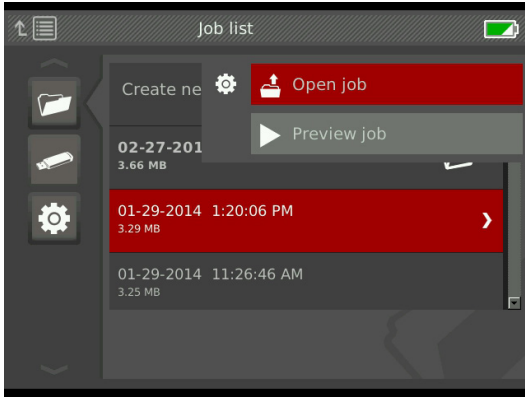 Job list
Create ne
Open job
Preview job
02-27-201
3.66 MB
01-29-2014 1:20:06 PM
3.29 MB
01-29-2014 11:26:46 AM
3.25 MB